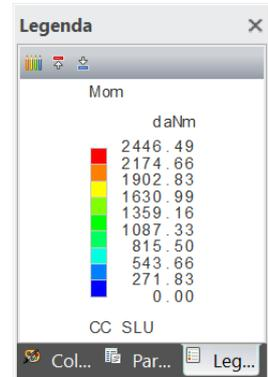 Legenda
Mom
daNm
2446.49
2174.66
1902.83
1630.99
1359.16
1087.33
815.50
543.66
271.83
0.00
CC SLU
Col... Par... Leg...